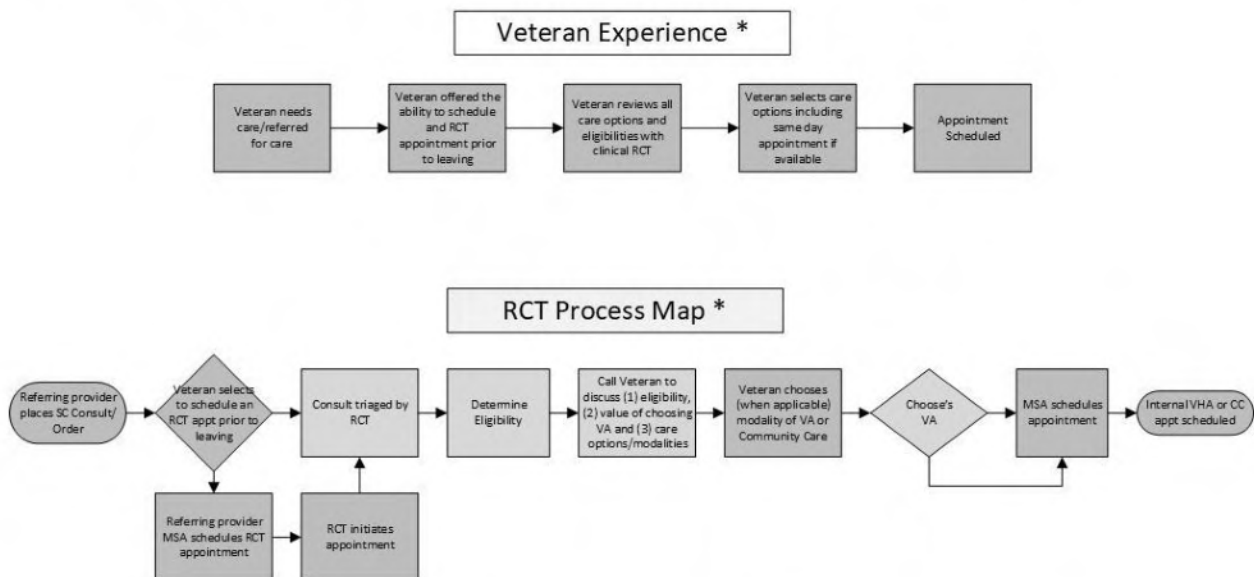 Veteran Experience *
Veteran needs
care/referred
for care
Veteran offered the
ability to schedule
and RCT
appointment prior
to leaving
Veteran reviews all
care options and
eligibilities with
clinical RCT
Veteran selects care
options including
same day
appointment if
available
Appointment
Scheduled
RCT Process Map *
Referring provider
places SC Consult/
Order
Veteran selects
to schedule an
RCT appt prior to
leaving
Consult triaged by
RCT
Determine
Eligibility
Call Veteran to
discuss (1) eligibility,
(2) value of choosing
VA and (3) care
options/modalities
Veteran chooses
(when applicable)
modality of VA or
Community Care
Choose's
VA
MSA schedules
appointment
Internal VHA or CC
appt scheduled
Referring provider
MSA schedules RCT
appointment
RCT initiates
appointment